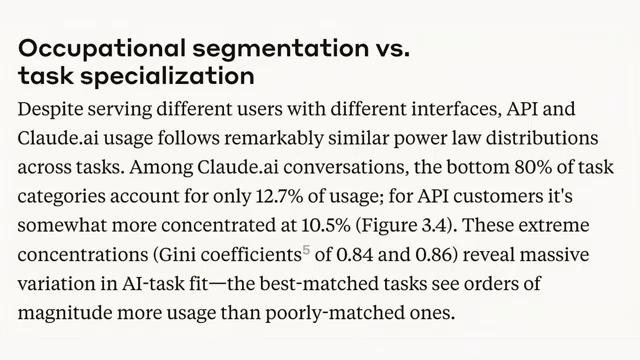 Occupational segmentation vs.
task specialization
Despite serving different users with different interfaces, API and
Claude.ai usage follows remarkably similar power law distributions
across tasks. Among Claude.ai conversations, the bottom 80% of task
categories account for only 12.7% of usage; for API customers it's
somewhat more concentrated at 10.5% (Figure 3.4). These extreme
concentrations (Gini coefficients5 of 0.84 and 0.86) reveal massive
variation in AI-task fit—the best-matched tasks see orders of
magnitude more usage than poorly-matched ones.